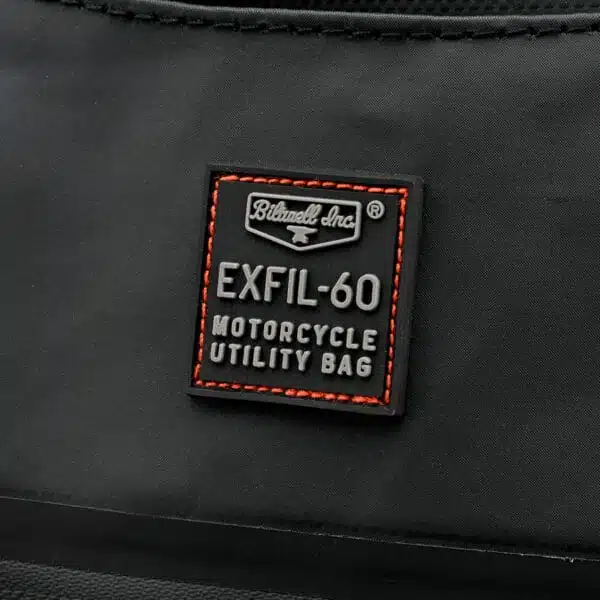 Biltwell Inc. ®
EXFIL-60
MOTORCYCLE
UTILITY BAG